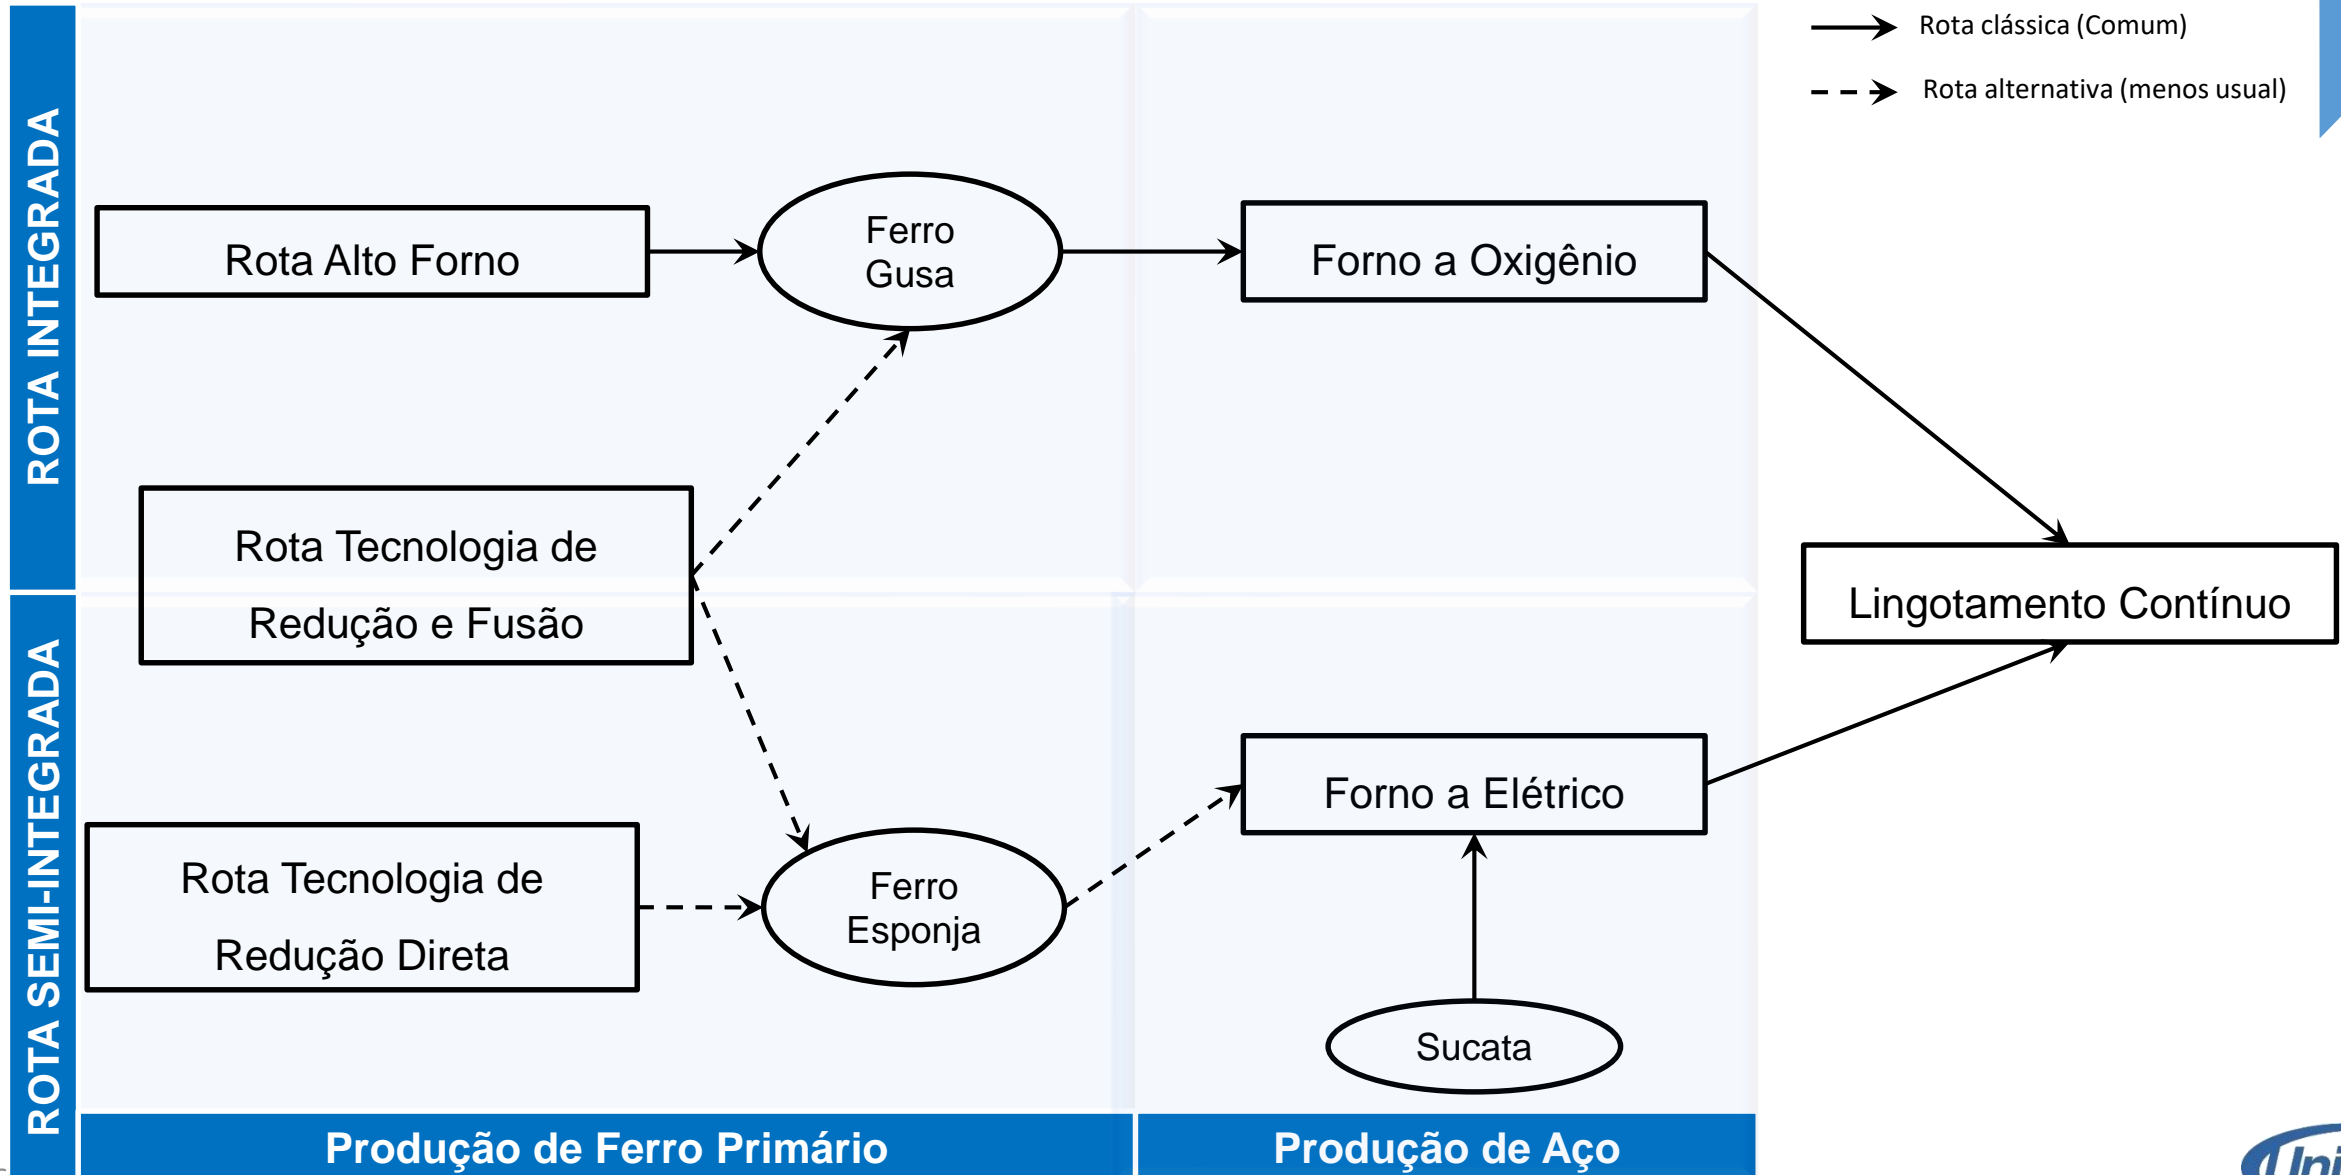 Rota clássica (Comum)
Rota alternativa (menos usual)
ROTA INTEGRADA
Rota Alto Forno
Ferro
Gusa
Forno a Oxigênio
Rota Tecnologia de
Redução e Fusão
Lingotamento Contínuo
ROTA SEMI-INTEGRADA
Forno a Elétrico
Rota Tecnologia de
Redução Direta
Ferro
Esponja
Sucata
Produção de Ferro Primário
Produção de Aço